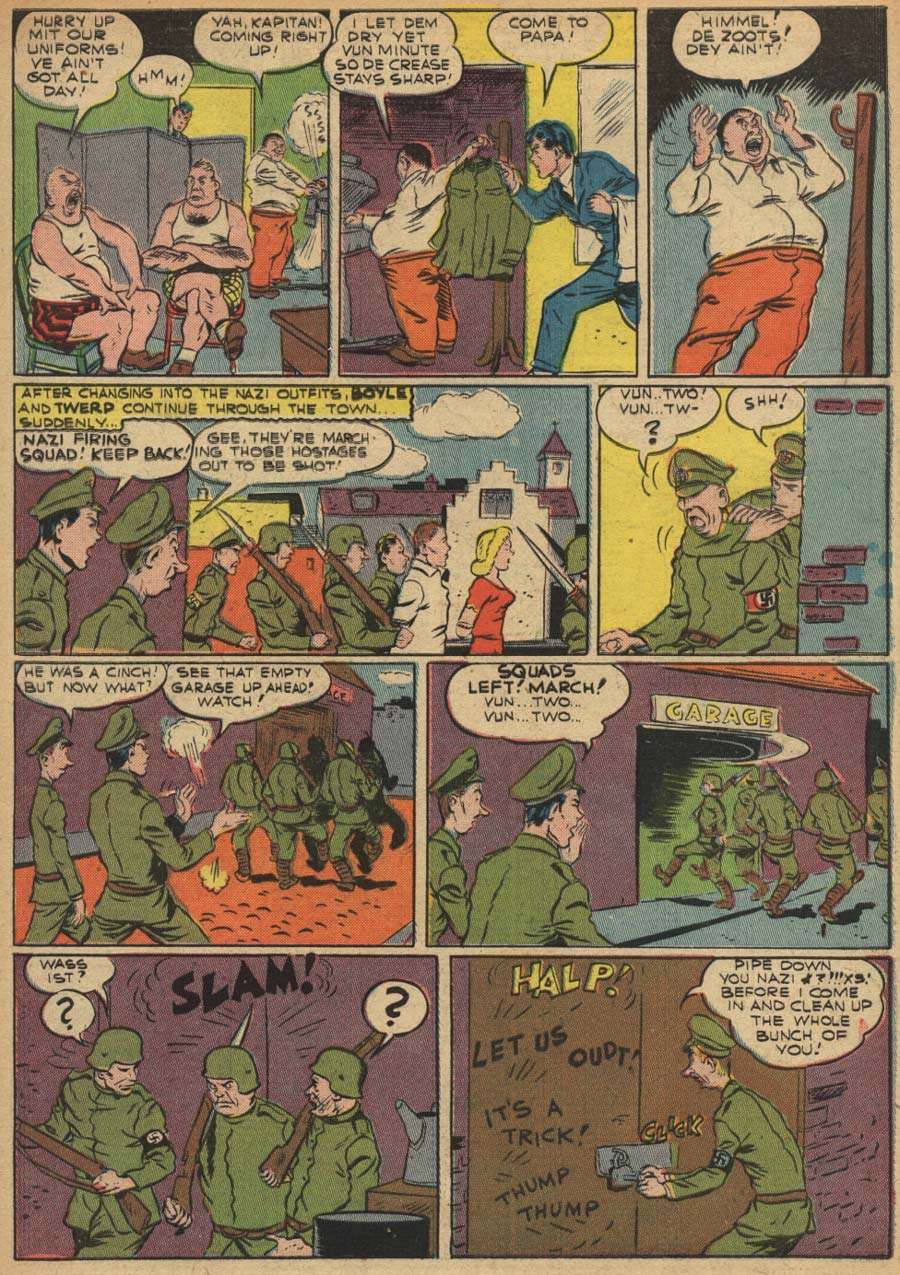 HURRY UP
MIT OUR
UNIFORMS!
VE AIN'T
GOT ALL
DAY!
HMM!
YAH, KAPITAN!
COMING RIGHT
UP!
I LET DEM
DRY YET
VUN MINUTE
SO DE CREASE
STAYS SHARP!
COME TO
PAPA!
HIMMEL!
DE ZOOTS!
DEY AIN'T!
AFTER CHANGING INTO THE NAZI OUTFITS, BOYLE
AND TWERP CONTINUE THROUGH THE TOWN...
SUDDENLY...
NAZI FIRING
SQUAD! KEEP BACK!
GEE, THEY'RE MARCH-
ING THOSE HOSTAGES
OUT TO BE SHOT!
VUN..TWO!
VUN...TW-
?
SHH!
HE WAS A CINCH!
BUT NOW WHAT?
SEE THAT EMPTY
GARAGE UP AHEAD!
WATCH!
SQUADS
LEFT! MARCH!
VUN...TWO...
VUN...TWO...
GARAGE
WASS
IST?
?
SLAM!
?
HALP!
LET US
OUDT!
IT'S A
TRICK!
THUMP
THUMP
CLICK
PIPE DOWN
YOU NAZI
BEFORE I COME
IN AND CLEAN UP
THE WHOLE
BUNCH OF
YOU!